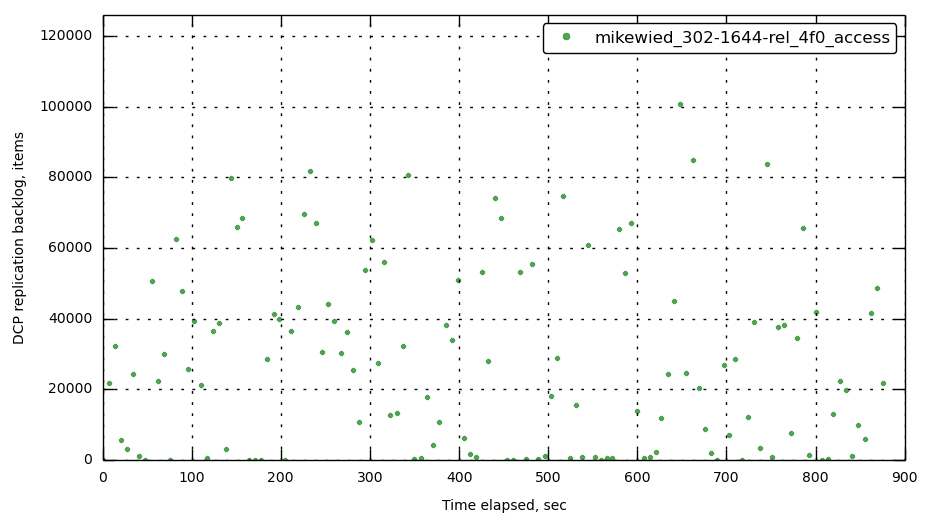 mikewied_302-1644-rel_4f0_access
DCP replication backlog, items
120000
100000
80000
60000
40000
20000
0
0 100 200 300 400 500 600 700 800 900
Time elapsed, sec